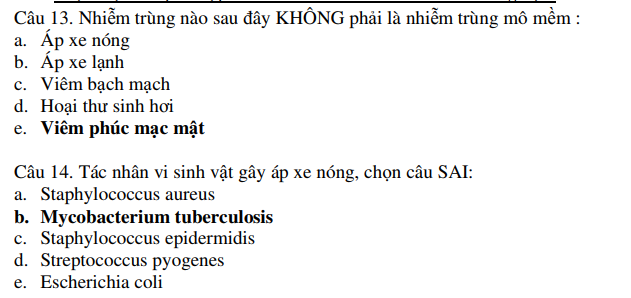 Câu 13. Nhiễm trùng nào sau đây KHÔNG phải là nhiễm trùng mô mềm :
a. Áp xe nóng
b. Áp xe lạnh
c. Viêm bạch mạch
d. Hoại thư sinh hơi
e. Viêm phúc mạc mật
Câu 14. Tác nhân vi sinh vật gây áp xe nóng, chọn câu SAI:
a. Staphylococcus aureus
b. Mycobacterium tuberculosis
c. Staphylococcus epidermidis
d. Streptococcus pyogenes
e. Escherichia coli